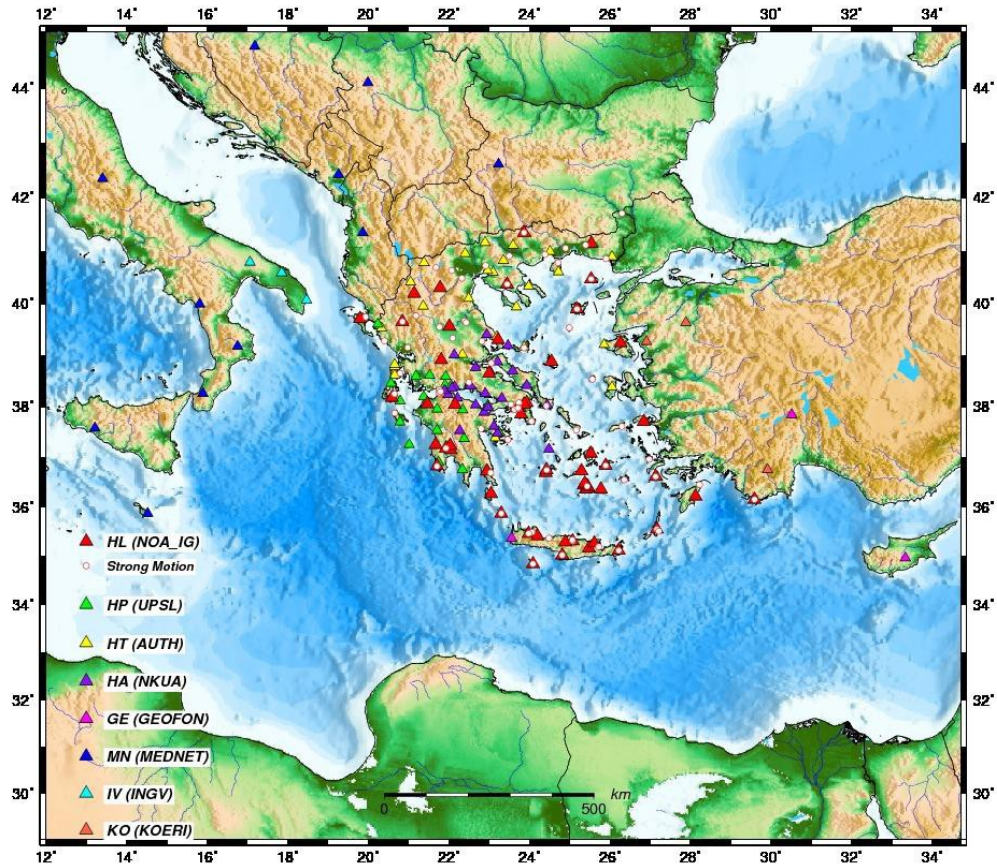 12˚ 14˚ 16˚ 18˚ 20˚ 22˚ 24˚ 26˚ 28˚ 30˚ 32˚ 34˚
44˚ 44˚
42˚ 42˚
40˚ 40˚
38˚ 38˚
36˚ 36˚
HL (NOA_IG)
Strong Motion
34˚ 34˚
HP (UPSL)
HT (AUTH)
32˚ 32˚
HA (NKUA)
GE (GEOFON)
MN (MEDNET)
30˚ 30˚
IV (INGV)
km
0 500
KO (KOERI)
12˚ 14˚ 16˚ 18˚ 20˚ 22˚ 24˚ 26˚ 28˚ 30˚ 32˚ 34˚